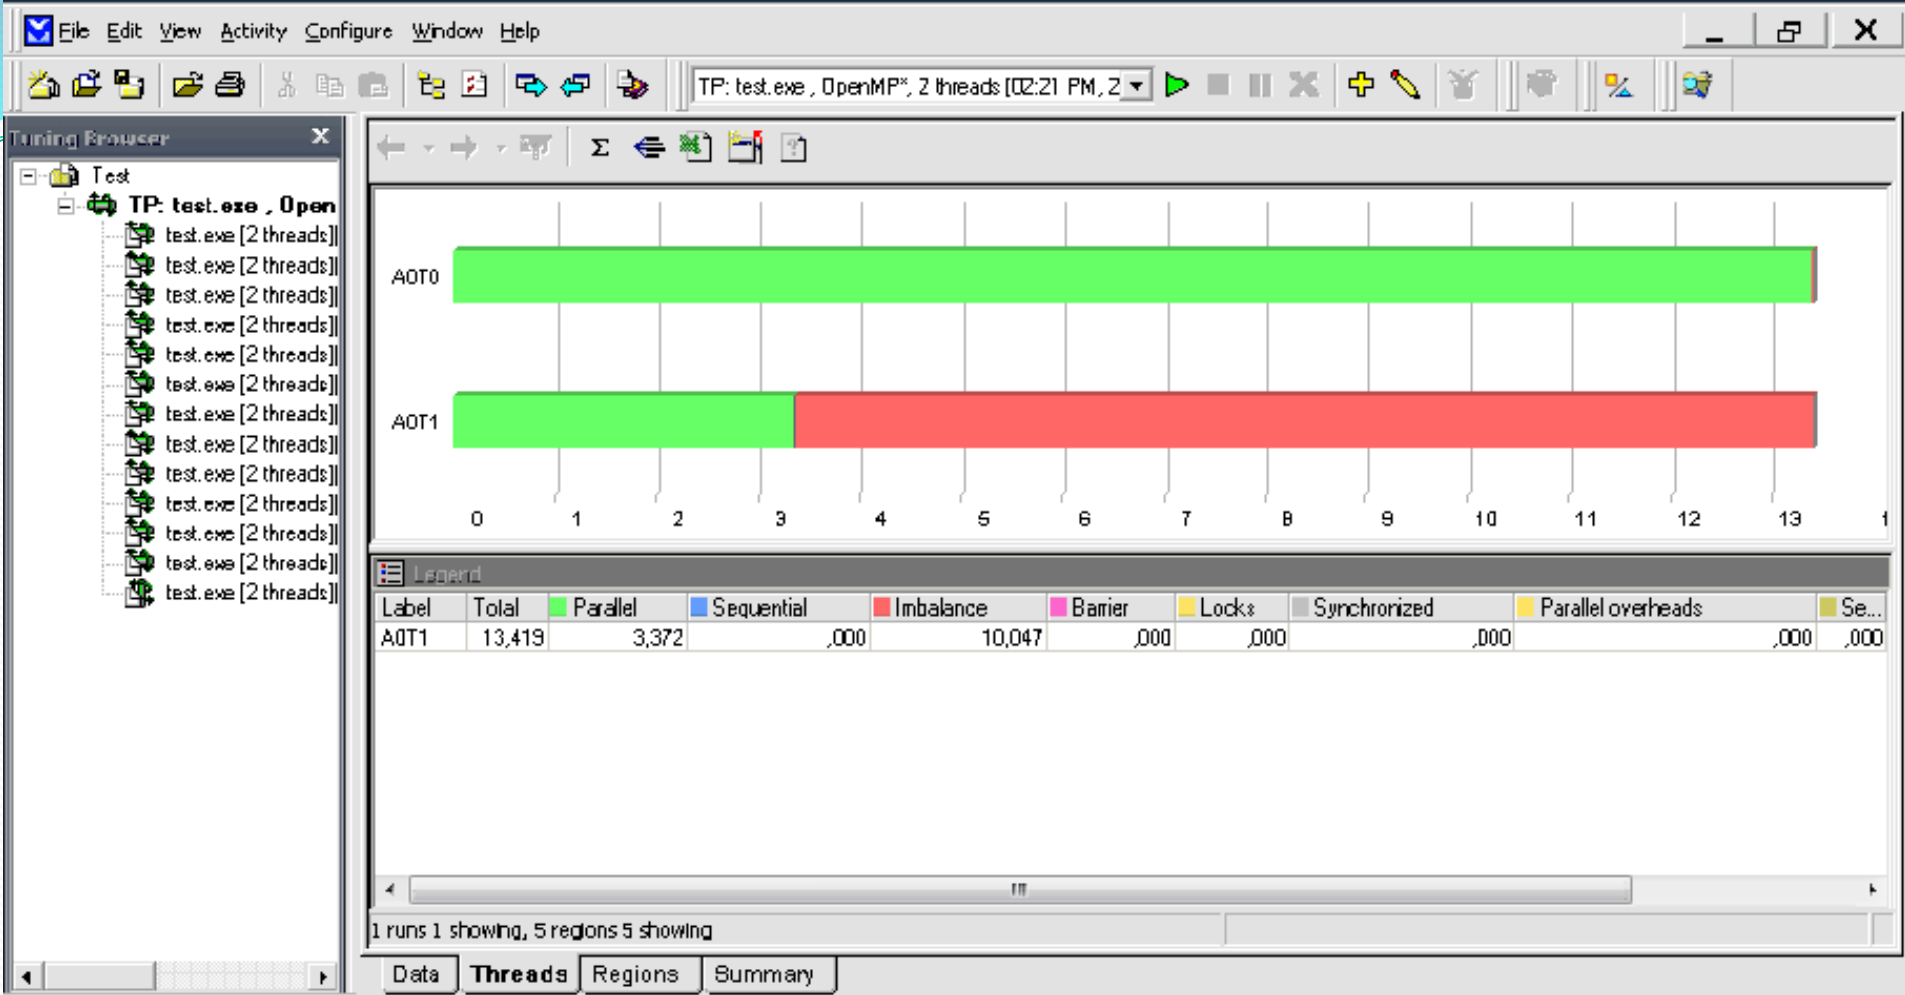 File Edit View Activity Configure Window Help
TP: test.exe , OpenMP*, 2 threads [02:21 PM, 2
Tuning Browser X
Test
TP: test.exe , Open
test.exe [2 threads]|
test.exe [2 threads]|
test.exe [2 threads]|
test.exe [2 threads]|
test.exe [2 threads]|
test.exe [2 threads]|
test.exe [2 threads]|
test.exe [2 threads]|
test.exe [2 threads]|
test.exe [2 threads]|
test.exe [2 threads]|
test.exe [2 threads]|
test.exe [2 threads]|
Σ
A0T0
A0T1
0 1 2 3 4 5 6 7 8 9 10 11 12 13 1
Legend
Label Total Parallel Sequential Imbalance Barrier Locks Synchronized Parallel overheads Se...
A0T1 13,419 3,372 ,000 10,047 ,000 ,000 ,000 ,000 ,000
1 runs 1 showing, 5 regions 5 showing
Data Threads Regions Summary